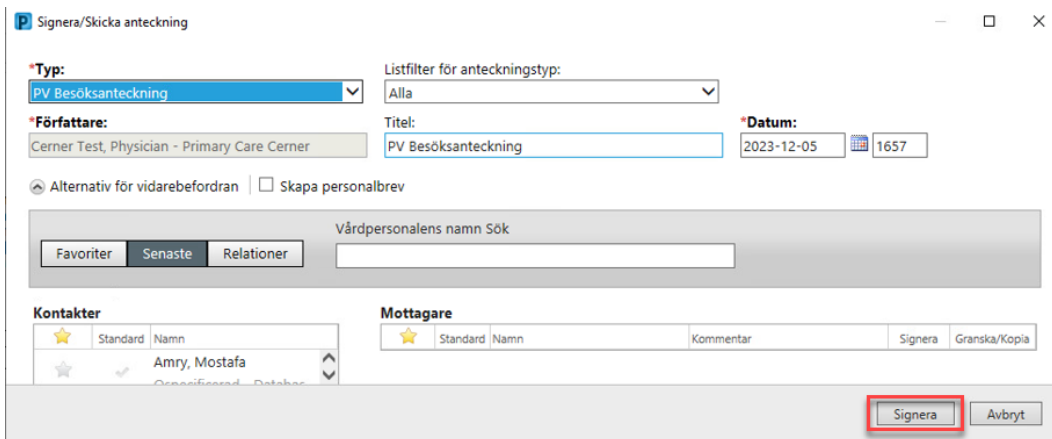 Signera/Skicka anteckning
*Typ: Listfilter för anteckningstyp:
PV Besöksanteckning Alla
*Författare: Titel: *Datum:
Cerner Test, Physician - Primary Care Cerner PV Besöksanteckning 2023-12-05 1657
Alternativ för vidarebefordran Skapa personalbrev
Vårdpersonalens namn Sök
Favoriter Senaste Relationer
Kontakter Mottagare
Standard Namn Standard Namn Kommentar Signera Granska/Kopia
Amry, Mostafa
Signera Avbryt